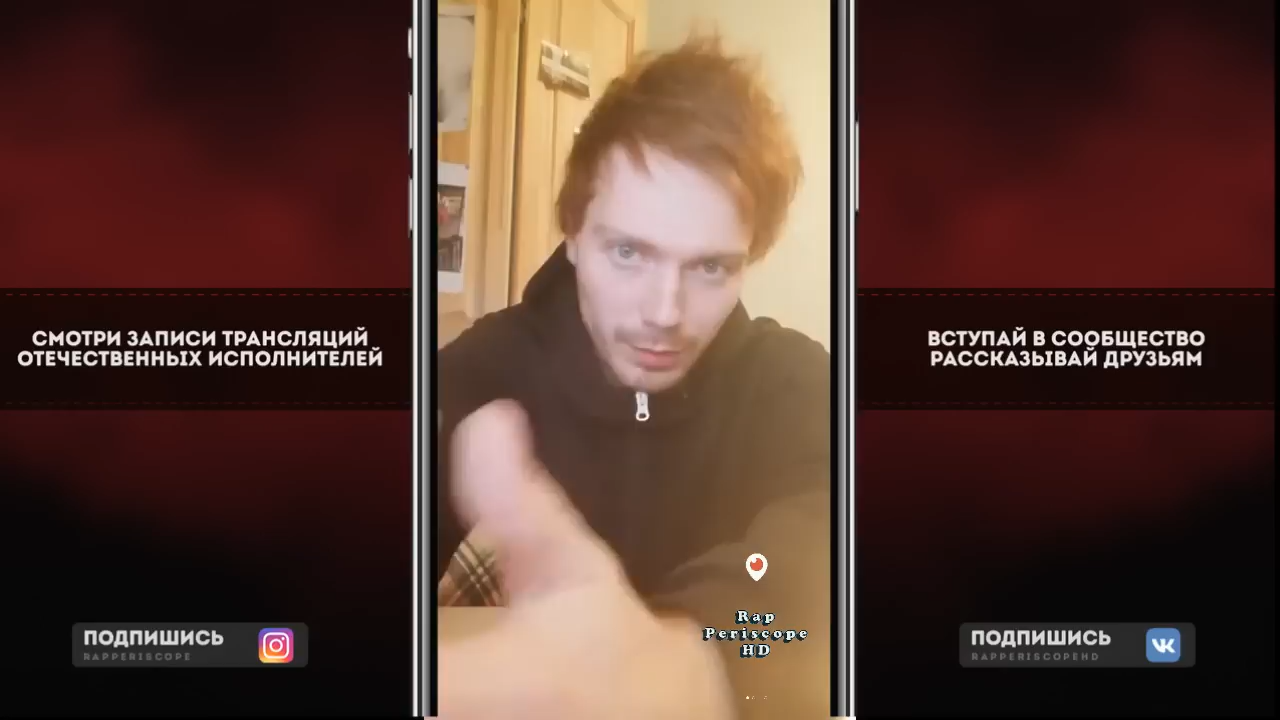 СМОТРИ ЗАПИСИ ТРАНСЛЯЦИЙ
ОТЕЧЕСТВЕННЫХ ИСПОЛНИТЕЛЕЙ
ВСТУПАЙ В СООБЩЕСТВО
РАССКАЗЫВАЙ ДРУЗЬЯМ
Rap
Periscope
HD
ПОДПИШИСЬ
RAPPERISCOPE
ПОДПИШИСЬ
RAPPERISCOPEHD